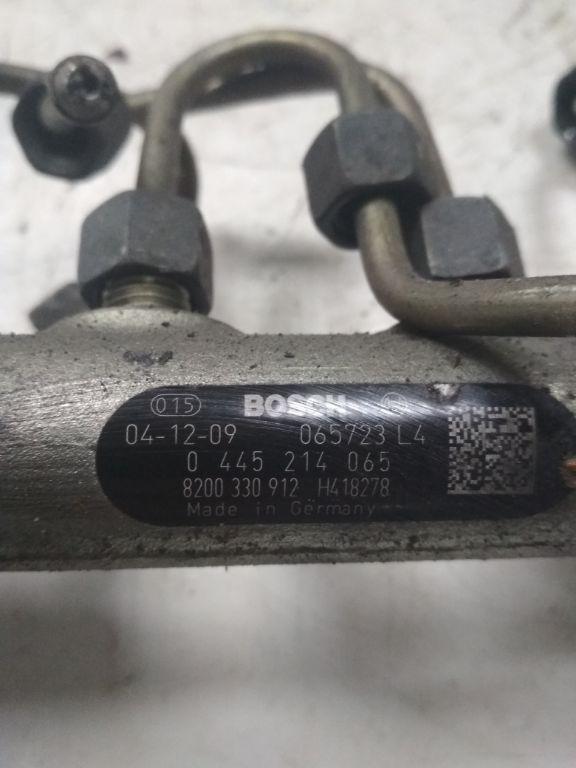 015 BOSCH
04-12-09 065723 L4
0 445 214 065
8200 330 912 H418278
Made in Germany